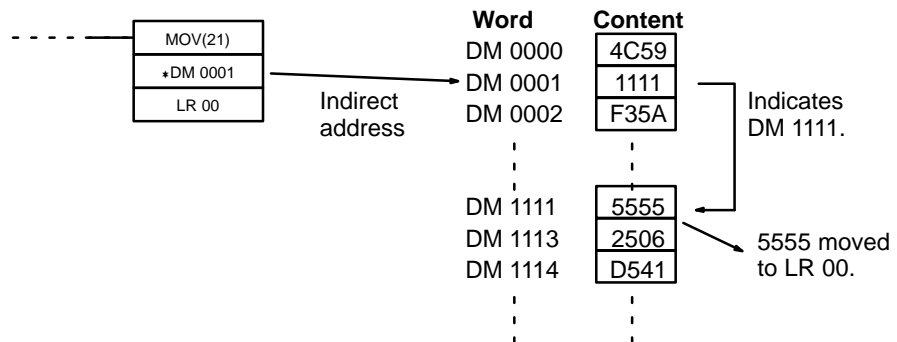 Word Content
MOV(21)
*DM 0001
LR 00
Indirect
address
DM 0000 4C59
DM 0001 1111
DM 0002 F35A
Indicates
DM 1111.
DM 1111 5555
DM 1113 2506
DM 1114 D541
5555 moved
to LR 00.